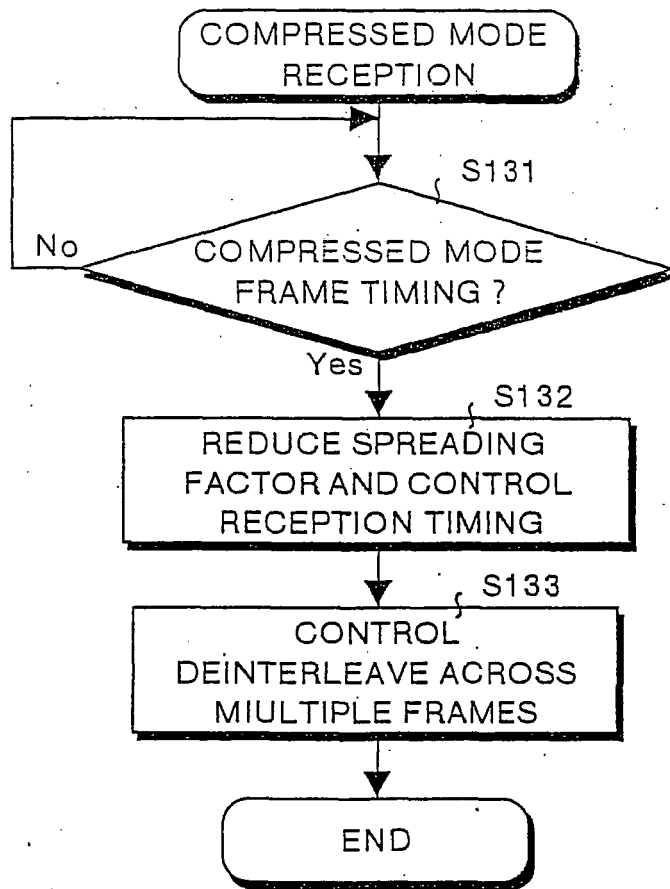 COMPRESSED MODE
RECEPTION
S131
No
COMPRESSED MODE
FRAME TIMING ?
Yes
S132
REDUCE SPREADING
FACTOR AND CONTROL
RECEPTION TIMING
S133
CONTROL
DEINTERLEAVE ACROSS
MIULTIPLE FRAMES
END